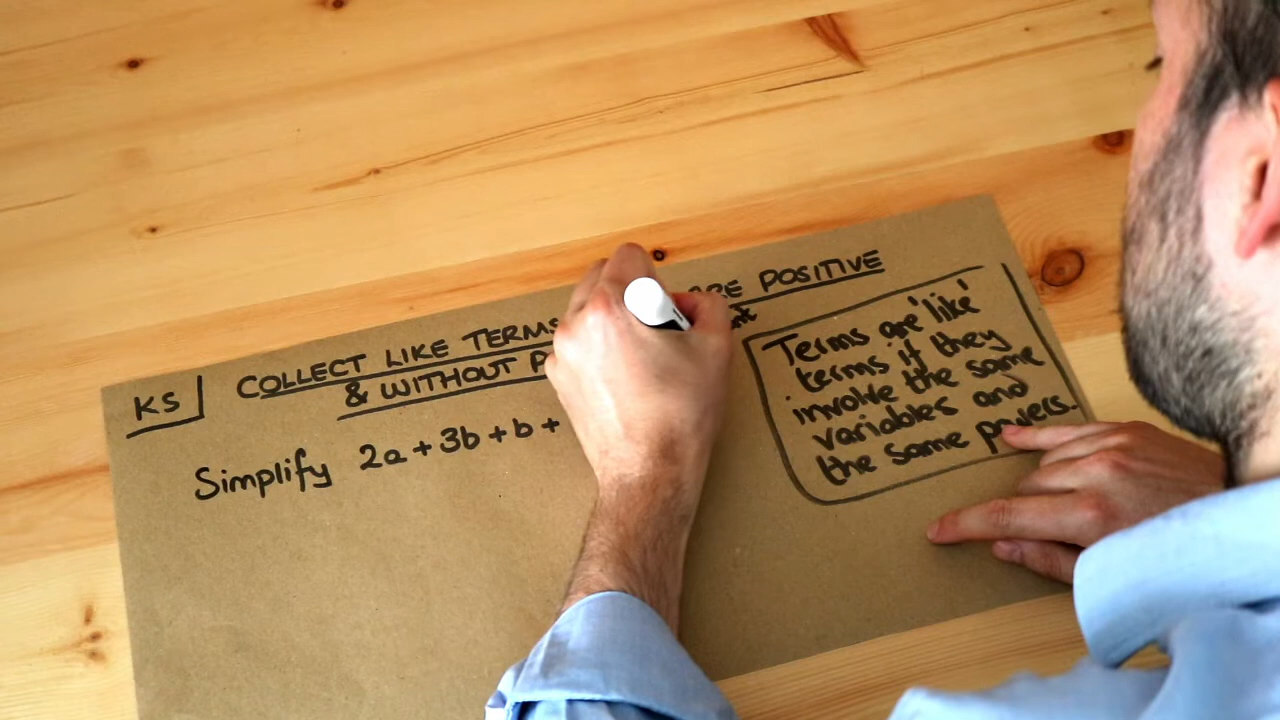 KS
COLLECT LIKE TERMS ARE POSITIVE
& WITHOUT
Simplify 2a + 3b + b +
Terms are 'like'
terms if they
involve the same
variables and
the same powers.